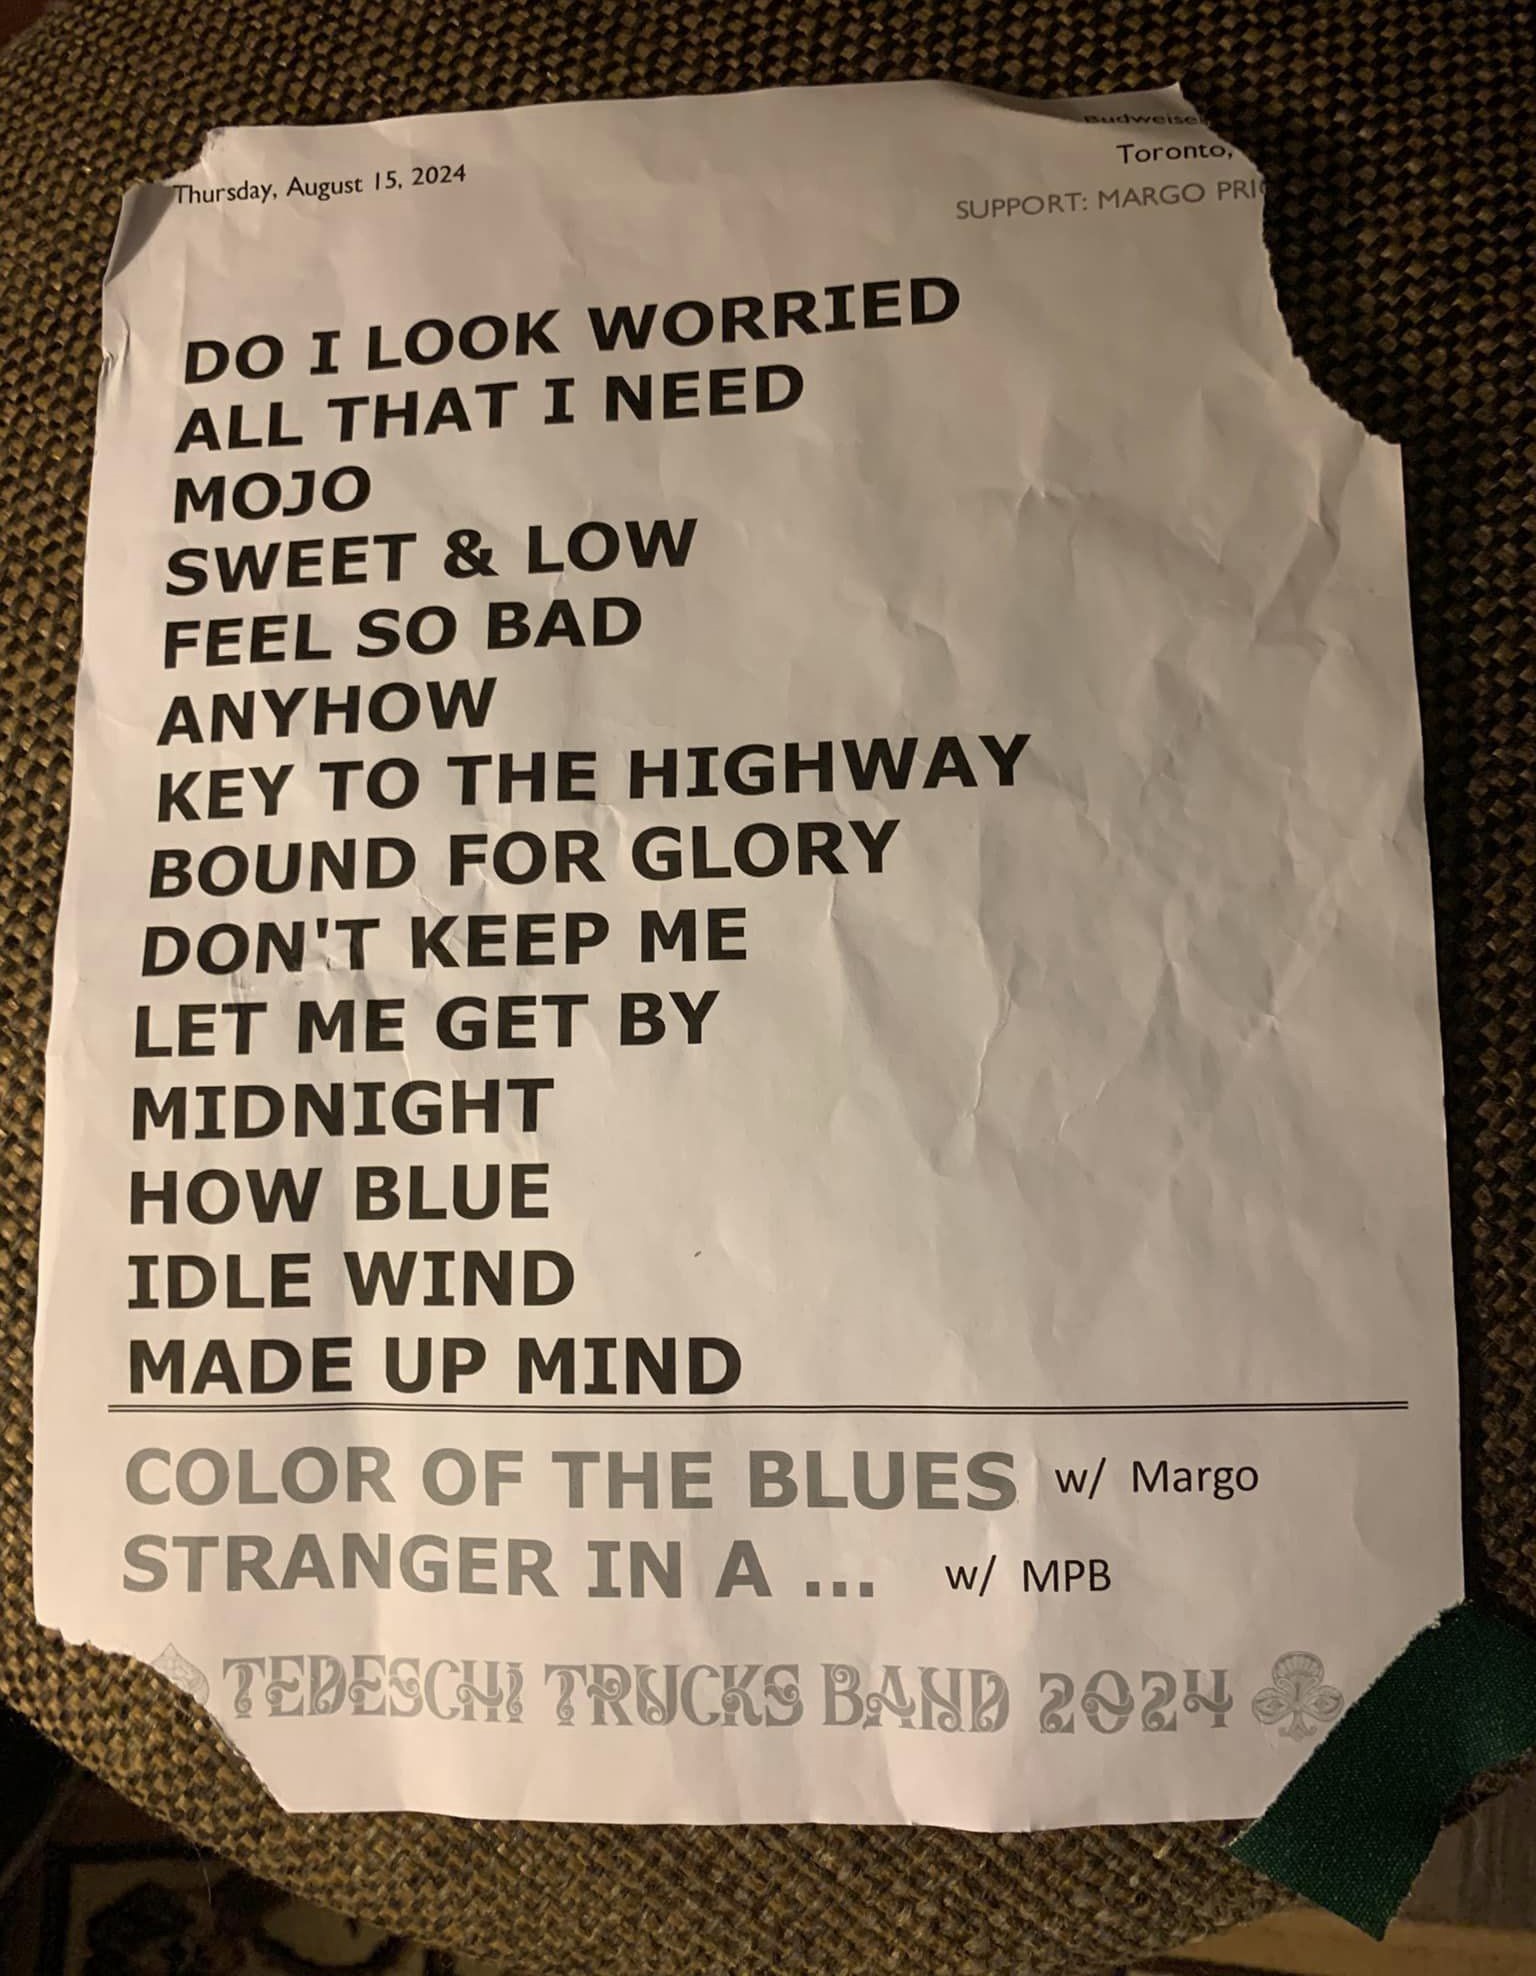 Thursday, August 15, 2024
Budweise
Toronto,
SUPPORT: MARGO PRI
DO I LOOK WORRIED
ALL THAT I NEED
MOJO
SWEET & LOW
FEEL SO BAD
ANYHOW
KEY TO THE HIGHWAY
BOUND FOR GLORY
DON'T KEEP ME
LET ME GET BY
MIDNIGHT
HOW BLUE
IDLE WIND
MADE UP MIND
COLOR OF THE BLUES w/ Margo
STRANGER IN A ... w/ MPB
TEDESCHI TRUCKS BAND 2024